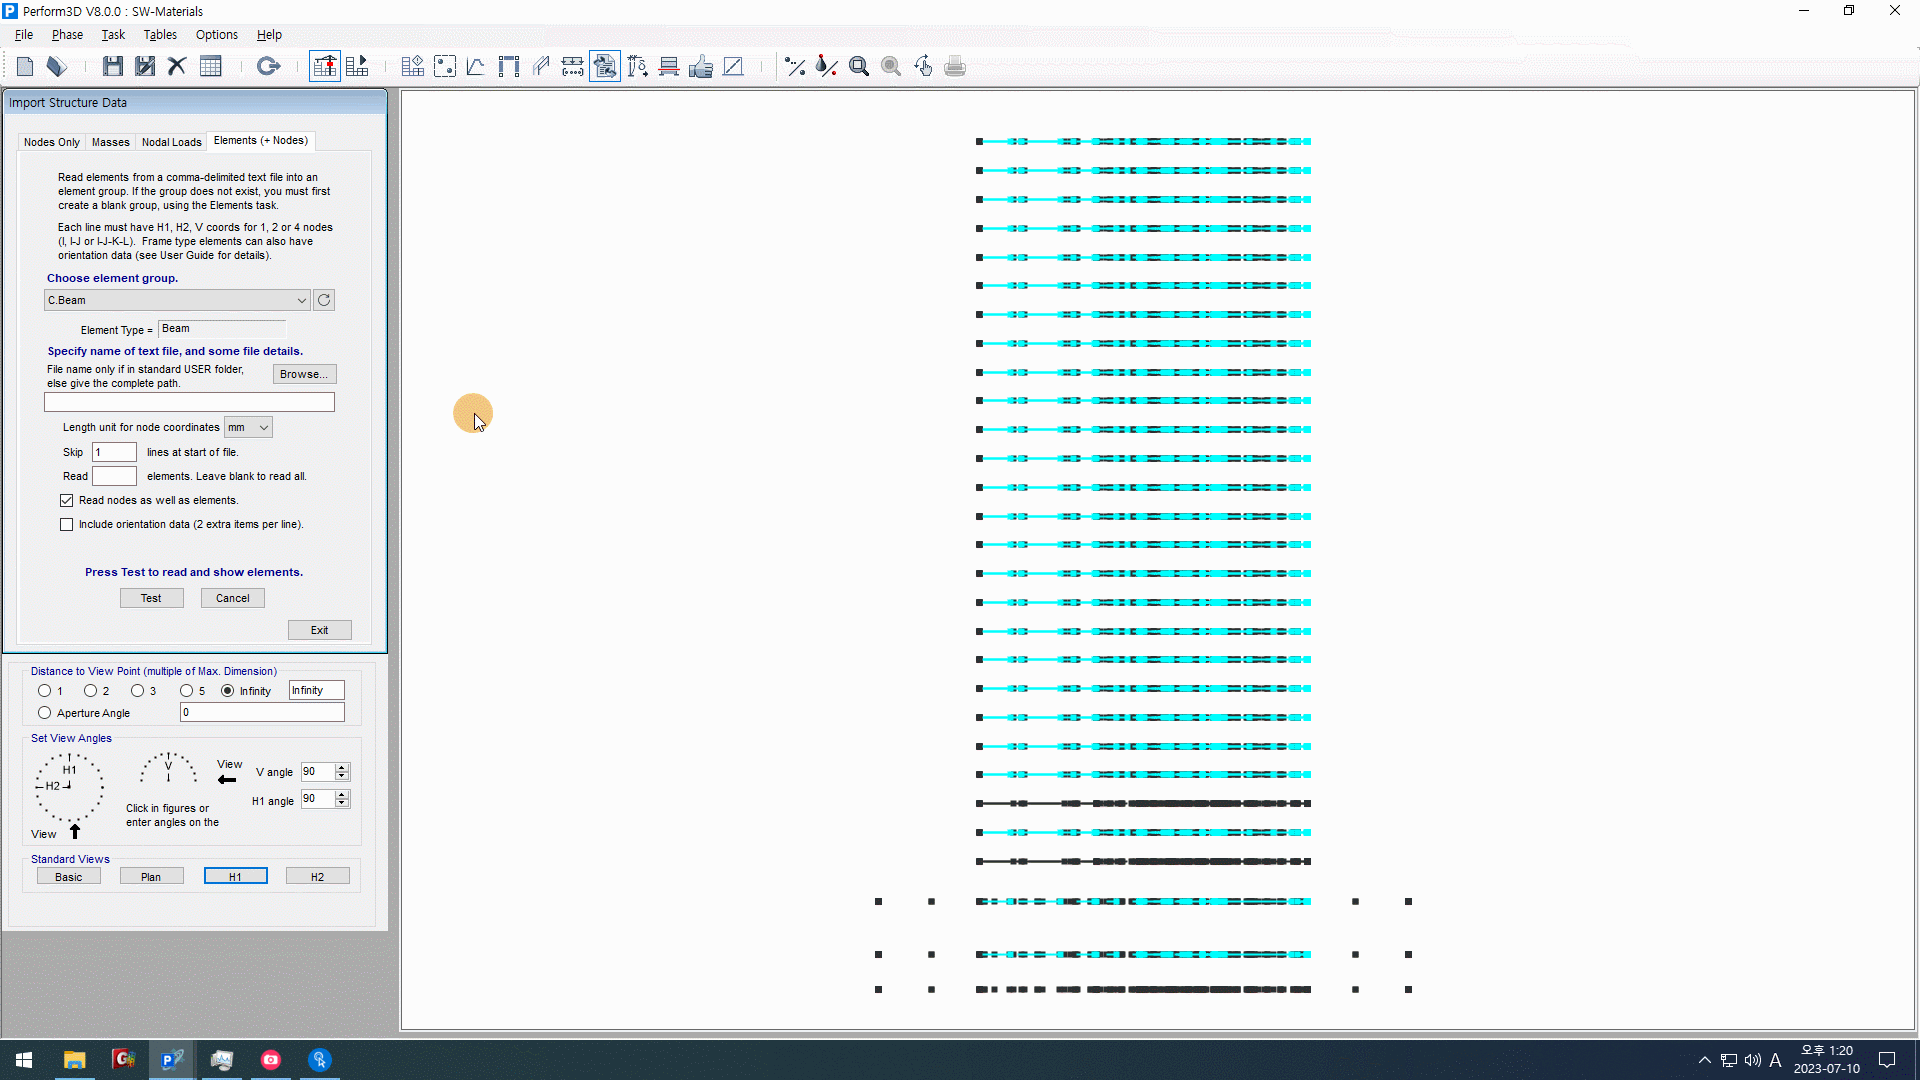 Perform3D V8.0.0 : SW-Materials
File Phase Task Tables Options Help
Import Structure Data
Nodes Only Masses Nodal Loads Elements (+ Nodes)
Read elements from a comma-delimited text file into an
element group. If the group does not exist, you must first
create a blank group, using the Elements task.
Each line must have H1, H2, V coords for 1, 2 or 4 nodes
(I, I-J or I-J-K-L). Frame type elements can also have
orientation data (see User Guide for details).
Choose element group.
C.Beam
Element Type = Beam
Specify name of text file, and some file details.
File name only if in standard USER folder,
else give the complete path.
Browse...
Length unit for node coordinates mm
Skip 1 lines at start of file.
Read elements. Leave blank to read all.
Read nodes as well as elements.
Include orientation data (2 extra items per line).
Press Test to read and show elements.
Test Cancel
Exit
Distance to View Point (multiple of Max. Dimension)
1 2 3 5 Infinity Infinity
Aperture Angle 0
Set View Angles
H1
H2
View
V
View
V angle 90
H1 angle 90
Click in figures or
enter angles on the
Standard Views
Basic Plan H1 H2
A
오후 1:20
2023-07-10